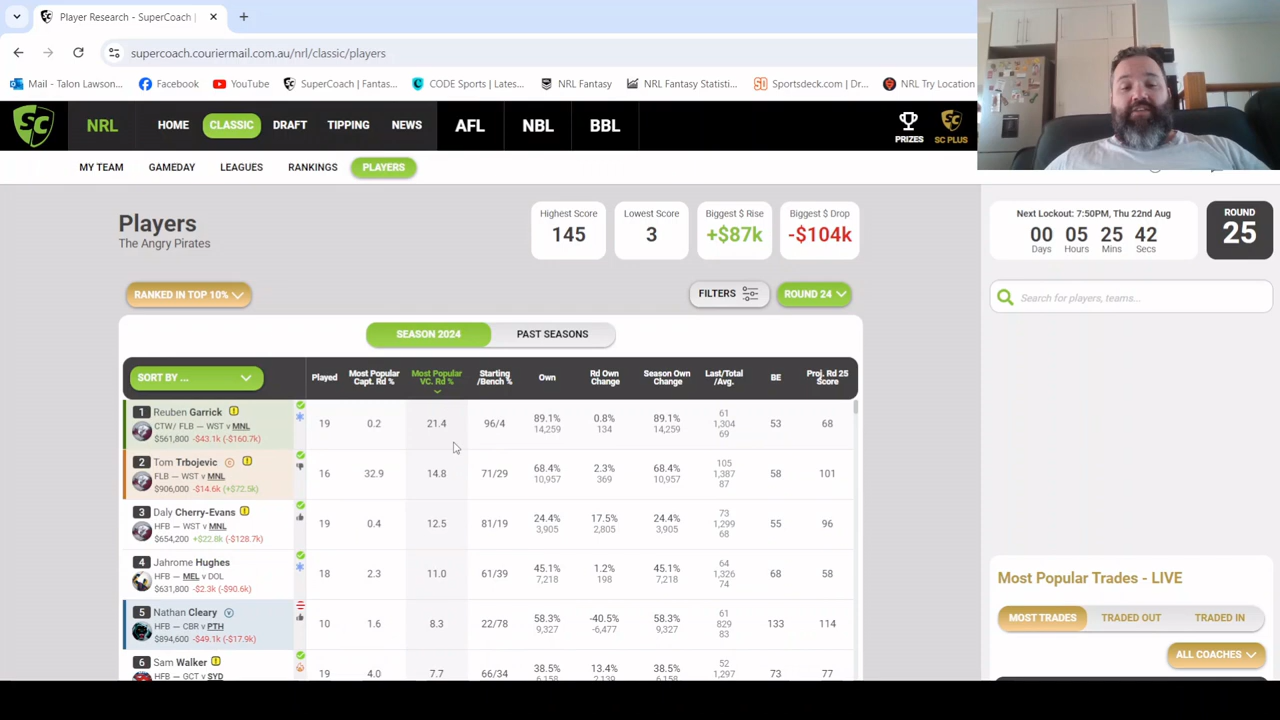 Player Research - SuperCoach |
supercoach.couriermail.com.au/nrl/classic/players
Mail - Talon Lawson...
Facebook
YouTube
SuperCoach | Fantas...
CODE Sports | Lates...
NRL Fantasy
NRL Fantasy Statisti...
Sportsdeck.com | Dr...
NRL Try Location
SC
NRL
HOME
CLASSIC
DRAFT
TIPPING
NEWS
AFL
NBL
BBL
PRIZES
SC
SC PLUS
MY TEAM
GAMEDAY
LEAGUES
RANKINGS
PLAYERS
Players
The Angry Pirates
Highest Score
145
Lowest Score
3
Biggest $ Rise
+$87k
Biggest $ Drop
-$104k
Next Lockout: 7:50PM, Thu 22nd Aug
00 05 25 42
Days Hours Mins Secs
ROUND
25
RANKED IN TOP 10%
FILTERS
ROUND 24
Search for players, teams...
SEASON 2024
PAST SEASONS
SORT BY ...
Played
Most Popular
Capt. Rd %
Most Popular
VC. Rd %
Starting
/Bench %
Own
Rd Own
Change
Season Own
Change
Last/Total
/Avg.
BE
Proj. Rd 25
Score
1 Reuben Garrick
CTW/ FLB — WST v MNL
$561,800 -$43.1k (-$160.7k)
19 0.2 21.4 96/4
89.1% 0.8% 89.1%
14,259 134 14,259
61
1,304
69
53 68
2 Tom Trbojevic C
FLB — WST v MNL
$906,000 -$14.6k (+$72.5k)
16 32.9 14.8 71/29
68.4% 2.3% 68.4%
10,957 369 10,957
105
1,387
87
58 101
3 Daly Cherry-Evans
HFB — WST v MNL
$654,200 +$22.8k (-$128.7k)
19 0.4 12.5 81/19
24.4% 17.5% 24.4%
3,905 2,805 3,905
73
1,299
68
55 96
4 Jahrome Hughes
HFB — MEL v DOL
$631,800 -$2.3k (-$90.6k)
18 2.3 11.0 61/39
45.1% 1.2% 45.1%
7,218 198 7,218
64
1,326
74
68 58
5 Nathan Cleary V
HFB — CBR v PTH
$894,600 -$49.1k (-$17.9k)
10 1.6 8.3 22/78
58.3% -40.5% 58.3%
9,327 -6,477 9,327
61
829
83
133 114
6 Sam Walker
HFB — GCT v SYD
19 4.0 7.7 66/34
38.5% 13.4% 38.5%
6,158 2,139 6,158
52
1,297
73 77
Most Popular Trades - LIVE
MOST TRADES
TRADED OUT
TRADED IN
ALL COACHES